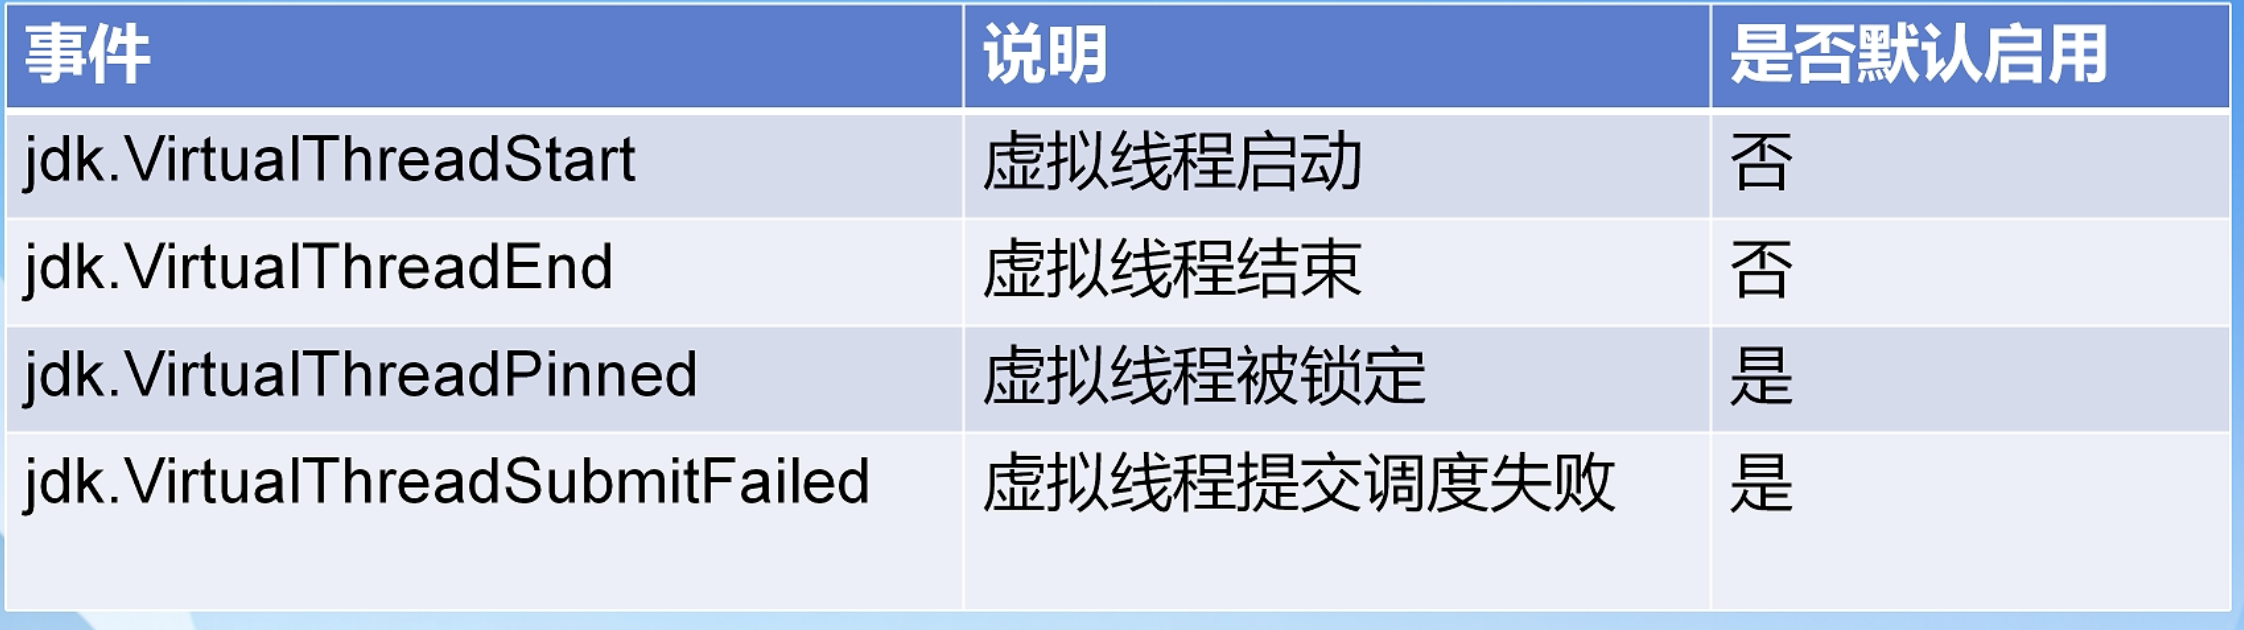 事件 说明 是否默认启用
jdk.VirtualThreadStart 虚拟线程启动 否
jdk.VirtualThreadEnd 虚拟线程结束 否
jdk.VirtualThreadPinned 虚拟线程被锁定 是
jdk.VirtualThreadSubmitFailed 虚拟线程提交调度失败 是